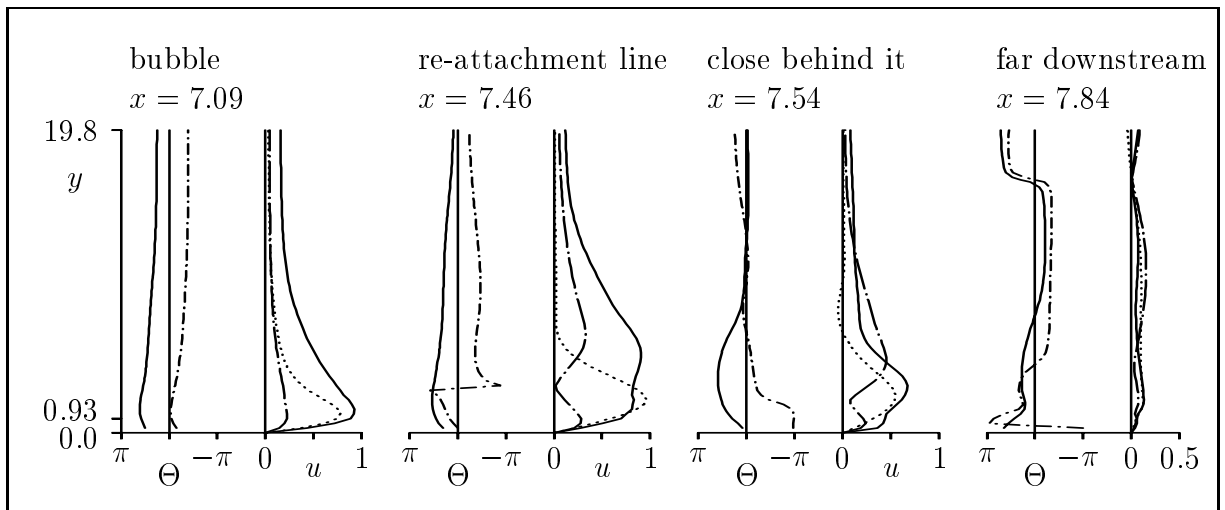 bubble
x = 7.09
re-attachment line
x = 7.46
close behind it
x = 7.54
far downstream
x = 7.84
19.8
y
0.93
0.0
π Θ −π 0 u 1
π Θ −π 0 u 1
π Θ −π 0 u 1
π Θ −π 0 0.5